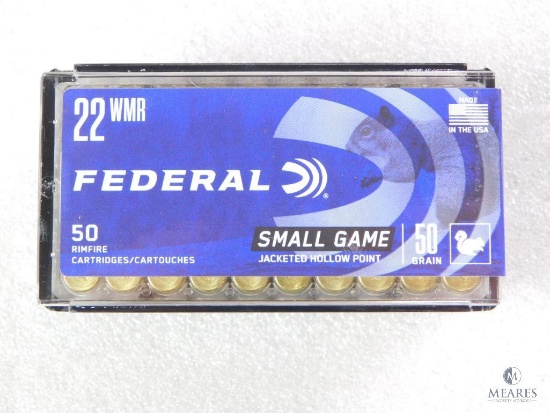 22 WMR
MADE
IN THE USA
FEDERAL ®
50
RIMFIRE
CARTRIDGES/CARTOUCHES
SMALL GAME
JACKETED HOLLOW POINT
50
GRAIN
MEARES